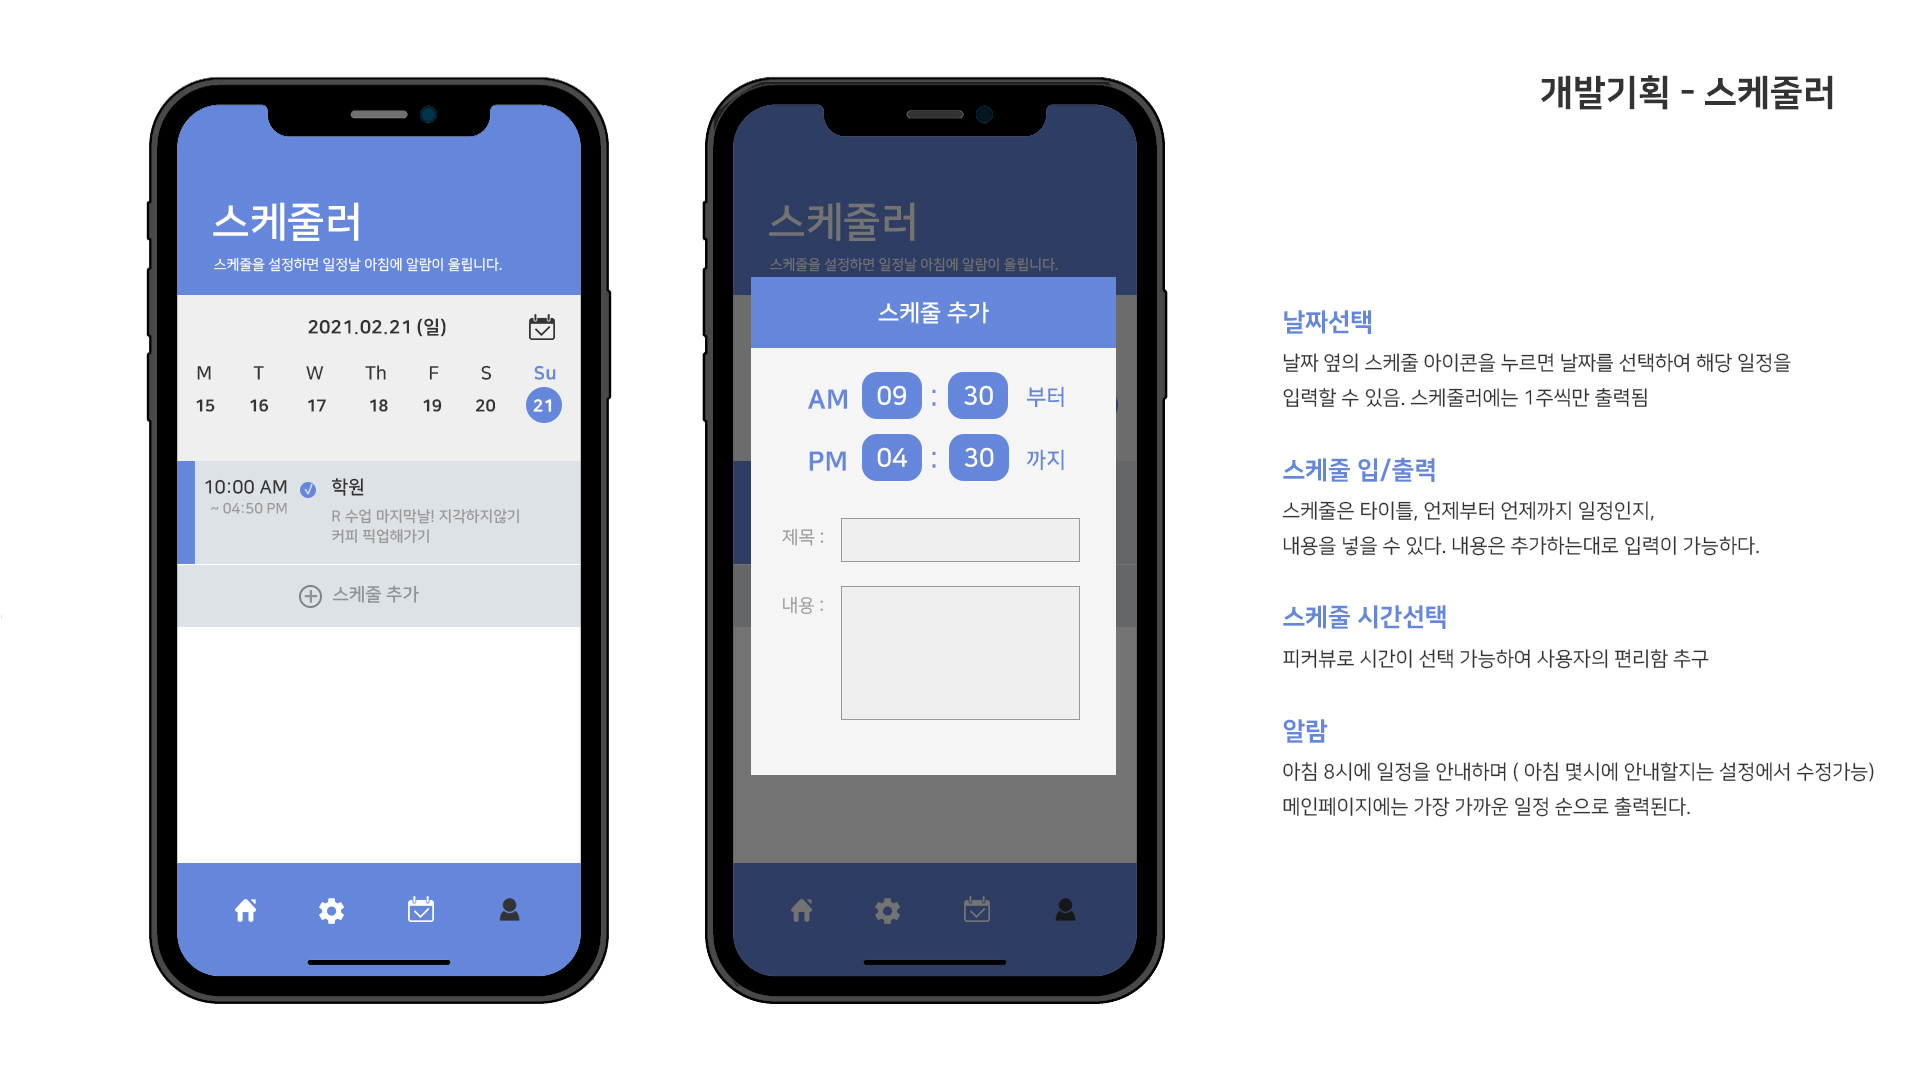 개발기획 - 스케줄러
스케줄러
스케줄을 설정하면 일정날 아침에 알람이 울립니다.
2021.02.21 (일)
M T W Th F S Su
15 16 17 18 19 20 21
10:00 AM 학원
~ 04:50 PM
R 수업 마지막날! 지각하지않기
커피 픽업해가기
스케줄 추가
스케줄러
스케줄을 설정하면 일정날 아침에 알람이 울립니다.
스케줄 추가
AM 09 : 30 부터
PM 04 : 30 까지
제목 :
내용 :
날짜선택
날짜 옆의 스케줄 아이콘을 누르면 날짜를 선택하여 해당 일정을
입력할 수 있음. 스케줄러에는 1주씩만 출력됨
스케줄 입/출력
스케줄은 타이틀, 언제부터 언제까지 일정인지,
내용을 넣을 수 있다. 내용은 추가하는대로 입력이 가능하다.
스케줄 시간선택
피커뷰로 시간이 선택 가능하여 사용자의 편리함 추구
알람
아침 8시에 일정을 안내하며 ( 아침 몇시에 안내할지는 설정에서 수정가능)
메인페이지에는 가장 가까운 일정 순으로 출력된다.